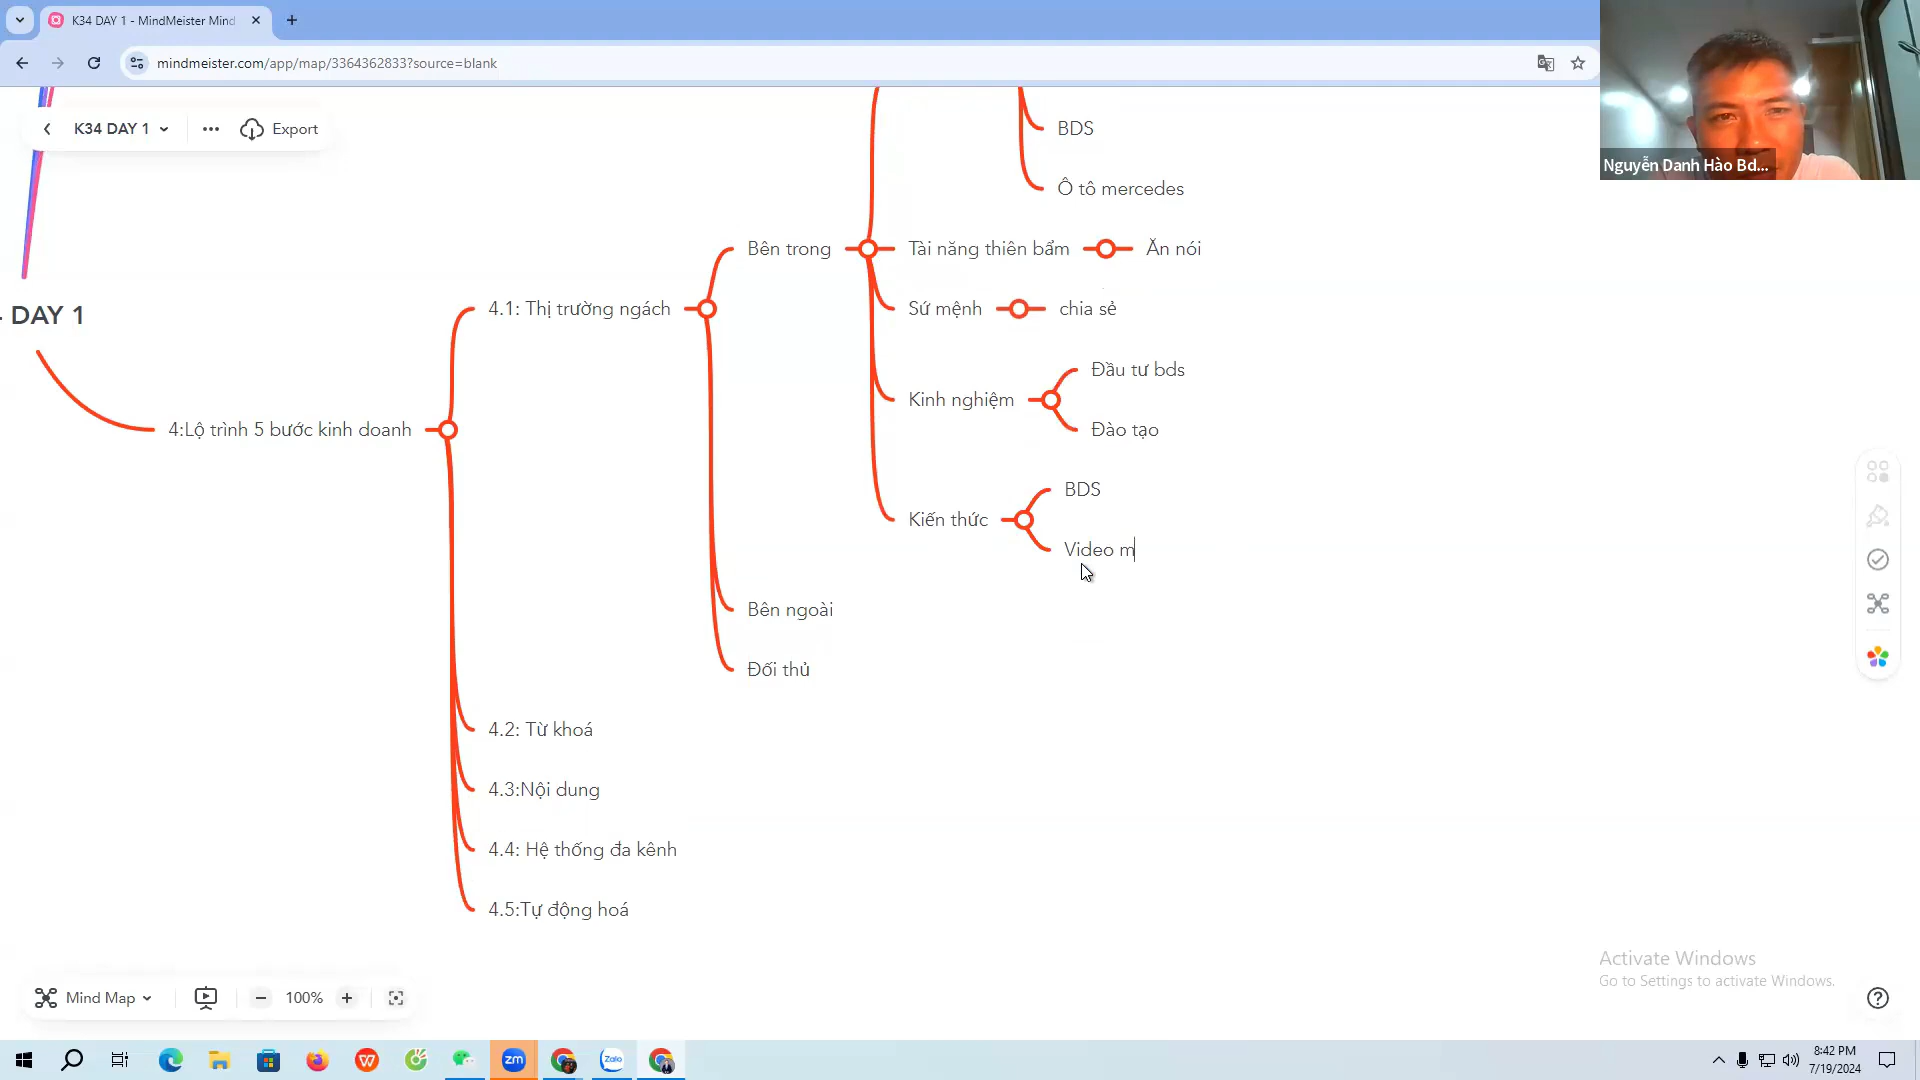 K34 DAY 1 - MindMeister Mind
mindmeister.com/app/map/3364362833?source=blank
Nguyễn Danh Hào Bd...
K34 DAY 1
Export
BDS
Ô tô mercedes
Bên trong
Tài năng thiên bẩm
Ăn nói
DAY 1
4.1: Thị trường ngách
Sứ mệnh
chia sẻ
Đầu tư bds
Kinh nghiệm
4:Lộ trình 5 bước kinh doanh
Đào tạo
BDS
Kiến thức
Video m
Bên ngoài
Đối thủ
4.2: Từ khoá
4.3:Nội dung
4.4: Hệ thống đa kênh
4.5:Tự động hoá
Activate Windows
Go to Settings to activate Windows.
Mind Map
100%
zm
Zalo
8:42 PM
7/19/2024